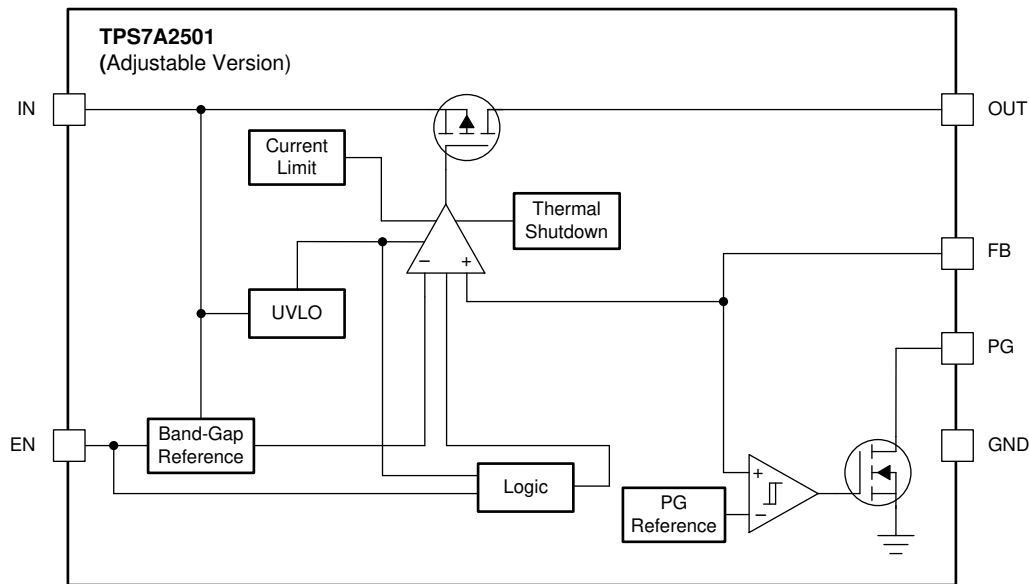 TPS7A2501
(Adjustable Version)
IN
OUT
Current
Limit
Thermal
Shutdown
−
+
FB
UVLO
PG
EN
Band-Gap
Reference
GND
Logic
+
−
PG
Reference